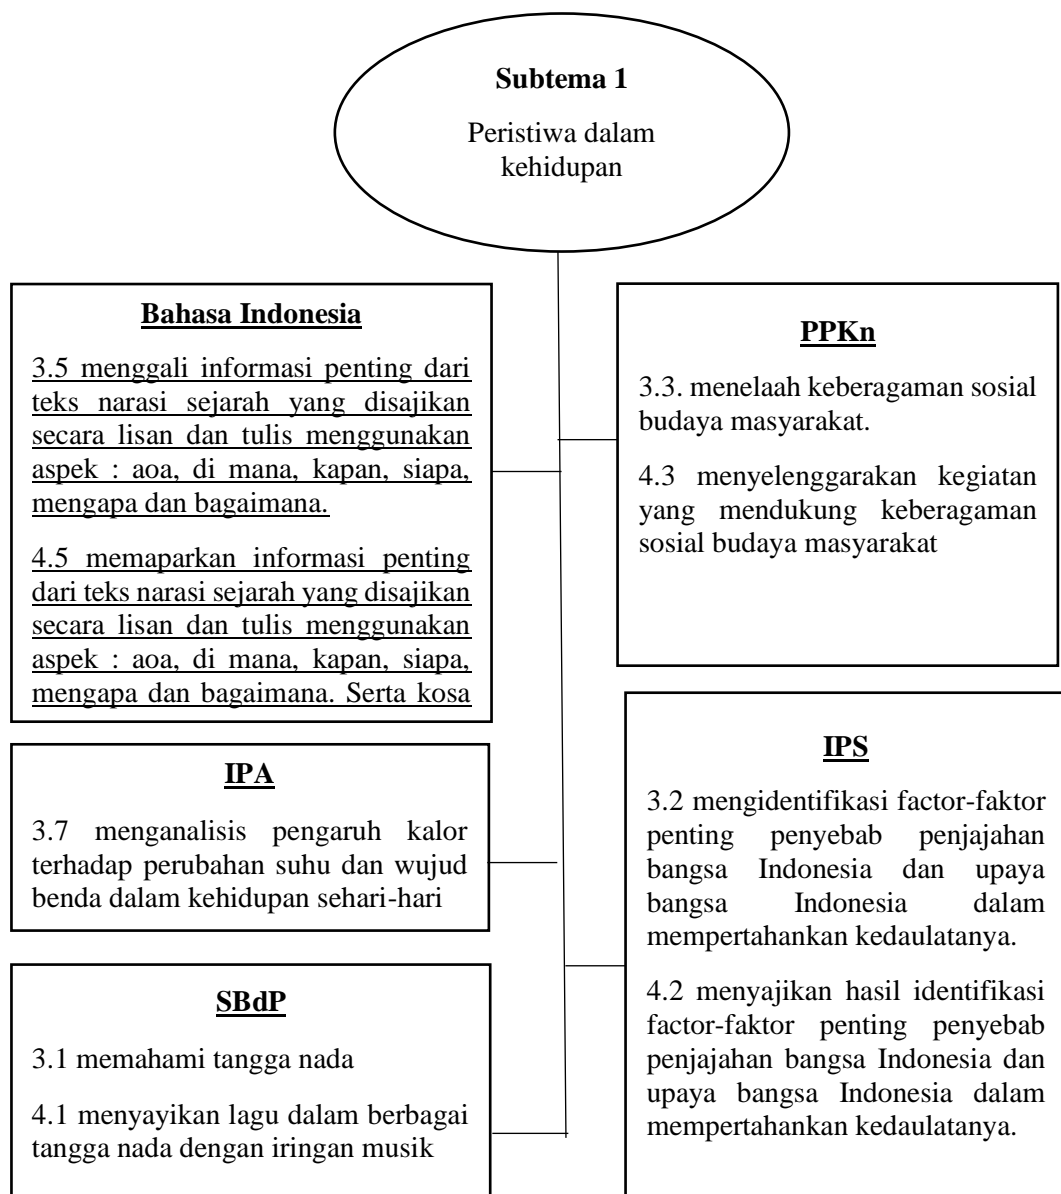 Subtema 1
Peristiwa dalam
kehidupan
Bahasa Indonesia
3.5 menggali informasi penting dari
teks narasi sejarah yang disajikan
secara lisan dan tulis menggunakan
aspek : aoa, di mana, kapan, siapa,
mengapa dan bagaimana.
4.5 memaparkan informasi penting
dari teks narasi sejarah yang disajikan
secara lisan dan tulis menggunakan
aspek : aoa, di mana, kapan, siapa,
mengapa dan bagaimana. Serta kosa
PPKn
3.3. menelaah keberagaman sosial
budaya masyarakat.
4.3 menyelenggarakan kegiatan
yang mendukung keberagaman
sosial budaya masyarakat
IPA
3.7 menganalisis pengaruh kalor
terhadap perubahan suhu dan wujud
benda dalam kehidupan sehari-hari
IPS
3.2 mengidentifikasi factor-faktor
penting penyebab penjajahan
bangsa Indonesia dan upaya
bangsa Indonesia dalam
mempertahankan kedaulatanya.
4.2 menyajikan hasil identifikasi
factor-faktor penting penyebab
penjajahan bangsa Indonesia dan
upaya bangsa Indonesia dalam
mempertahankan kedaulatanya.
SBdP
3.1 memahami tangga nada
4.1 menyayikan lagu dalam berbagai
tangga nada dengan iringan musik